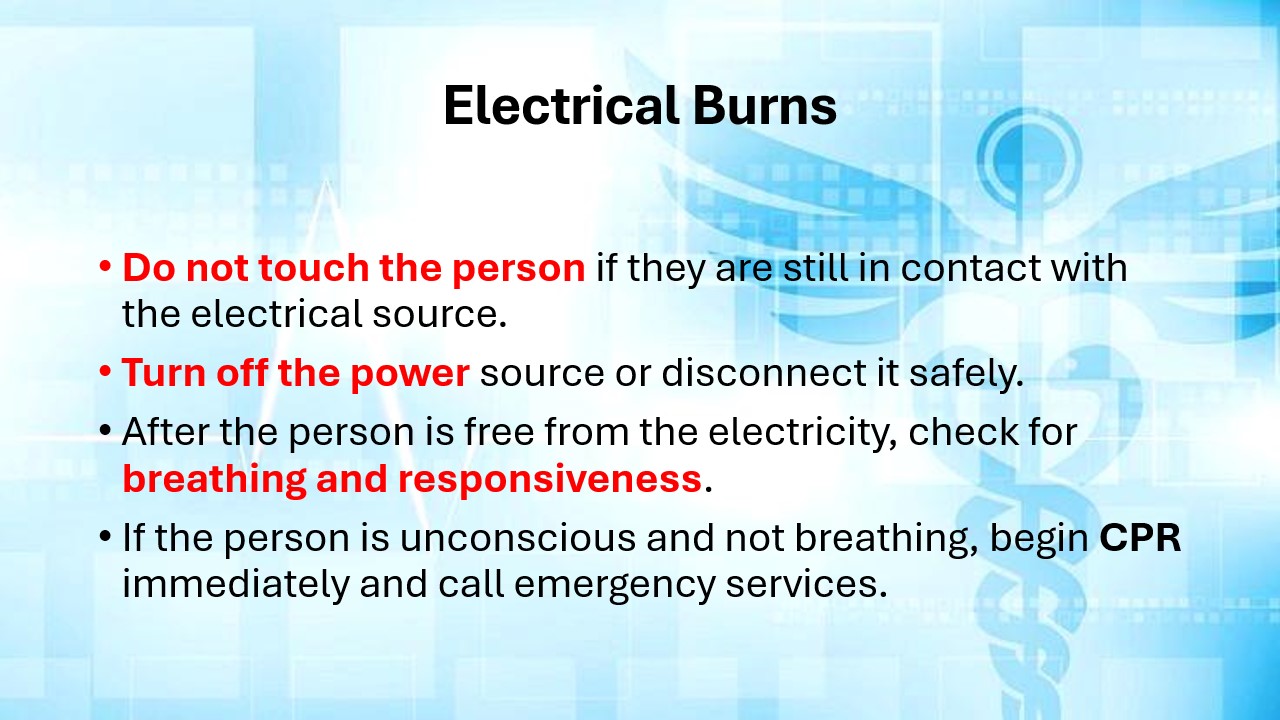 Electrical Burns
• Do not touch the person if they are still in contact with
the electrical source.
• Turn off the power source or disconnect it safely.
• After the person is free from the electricity, check for
breathing and responsiveness.
• If the person is unconscious and not breathing, begin CPR
immediately and call emergency services.